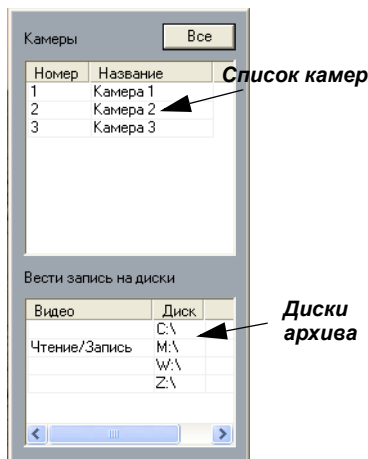 Камеры Все
Номер Название
Список камер
1 Камера 1
2 Камера 2
3 Камера 3
Вести запись на диски
Видео Диск
Диски
архива
C:\
Чтение/Запись M:\
W:\
Z:\